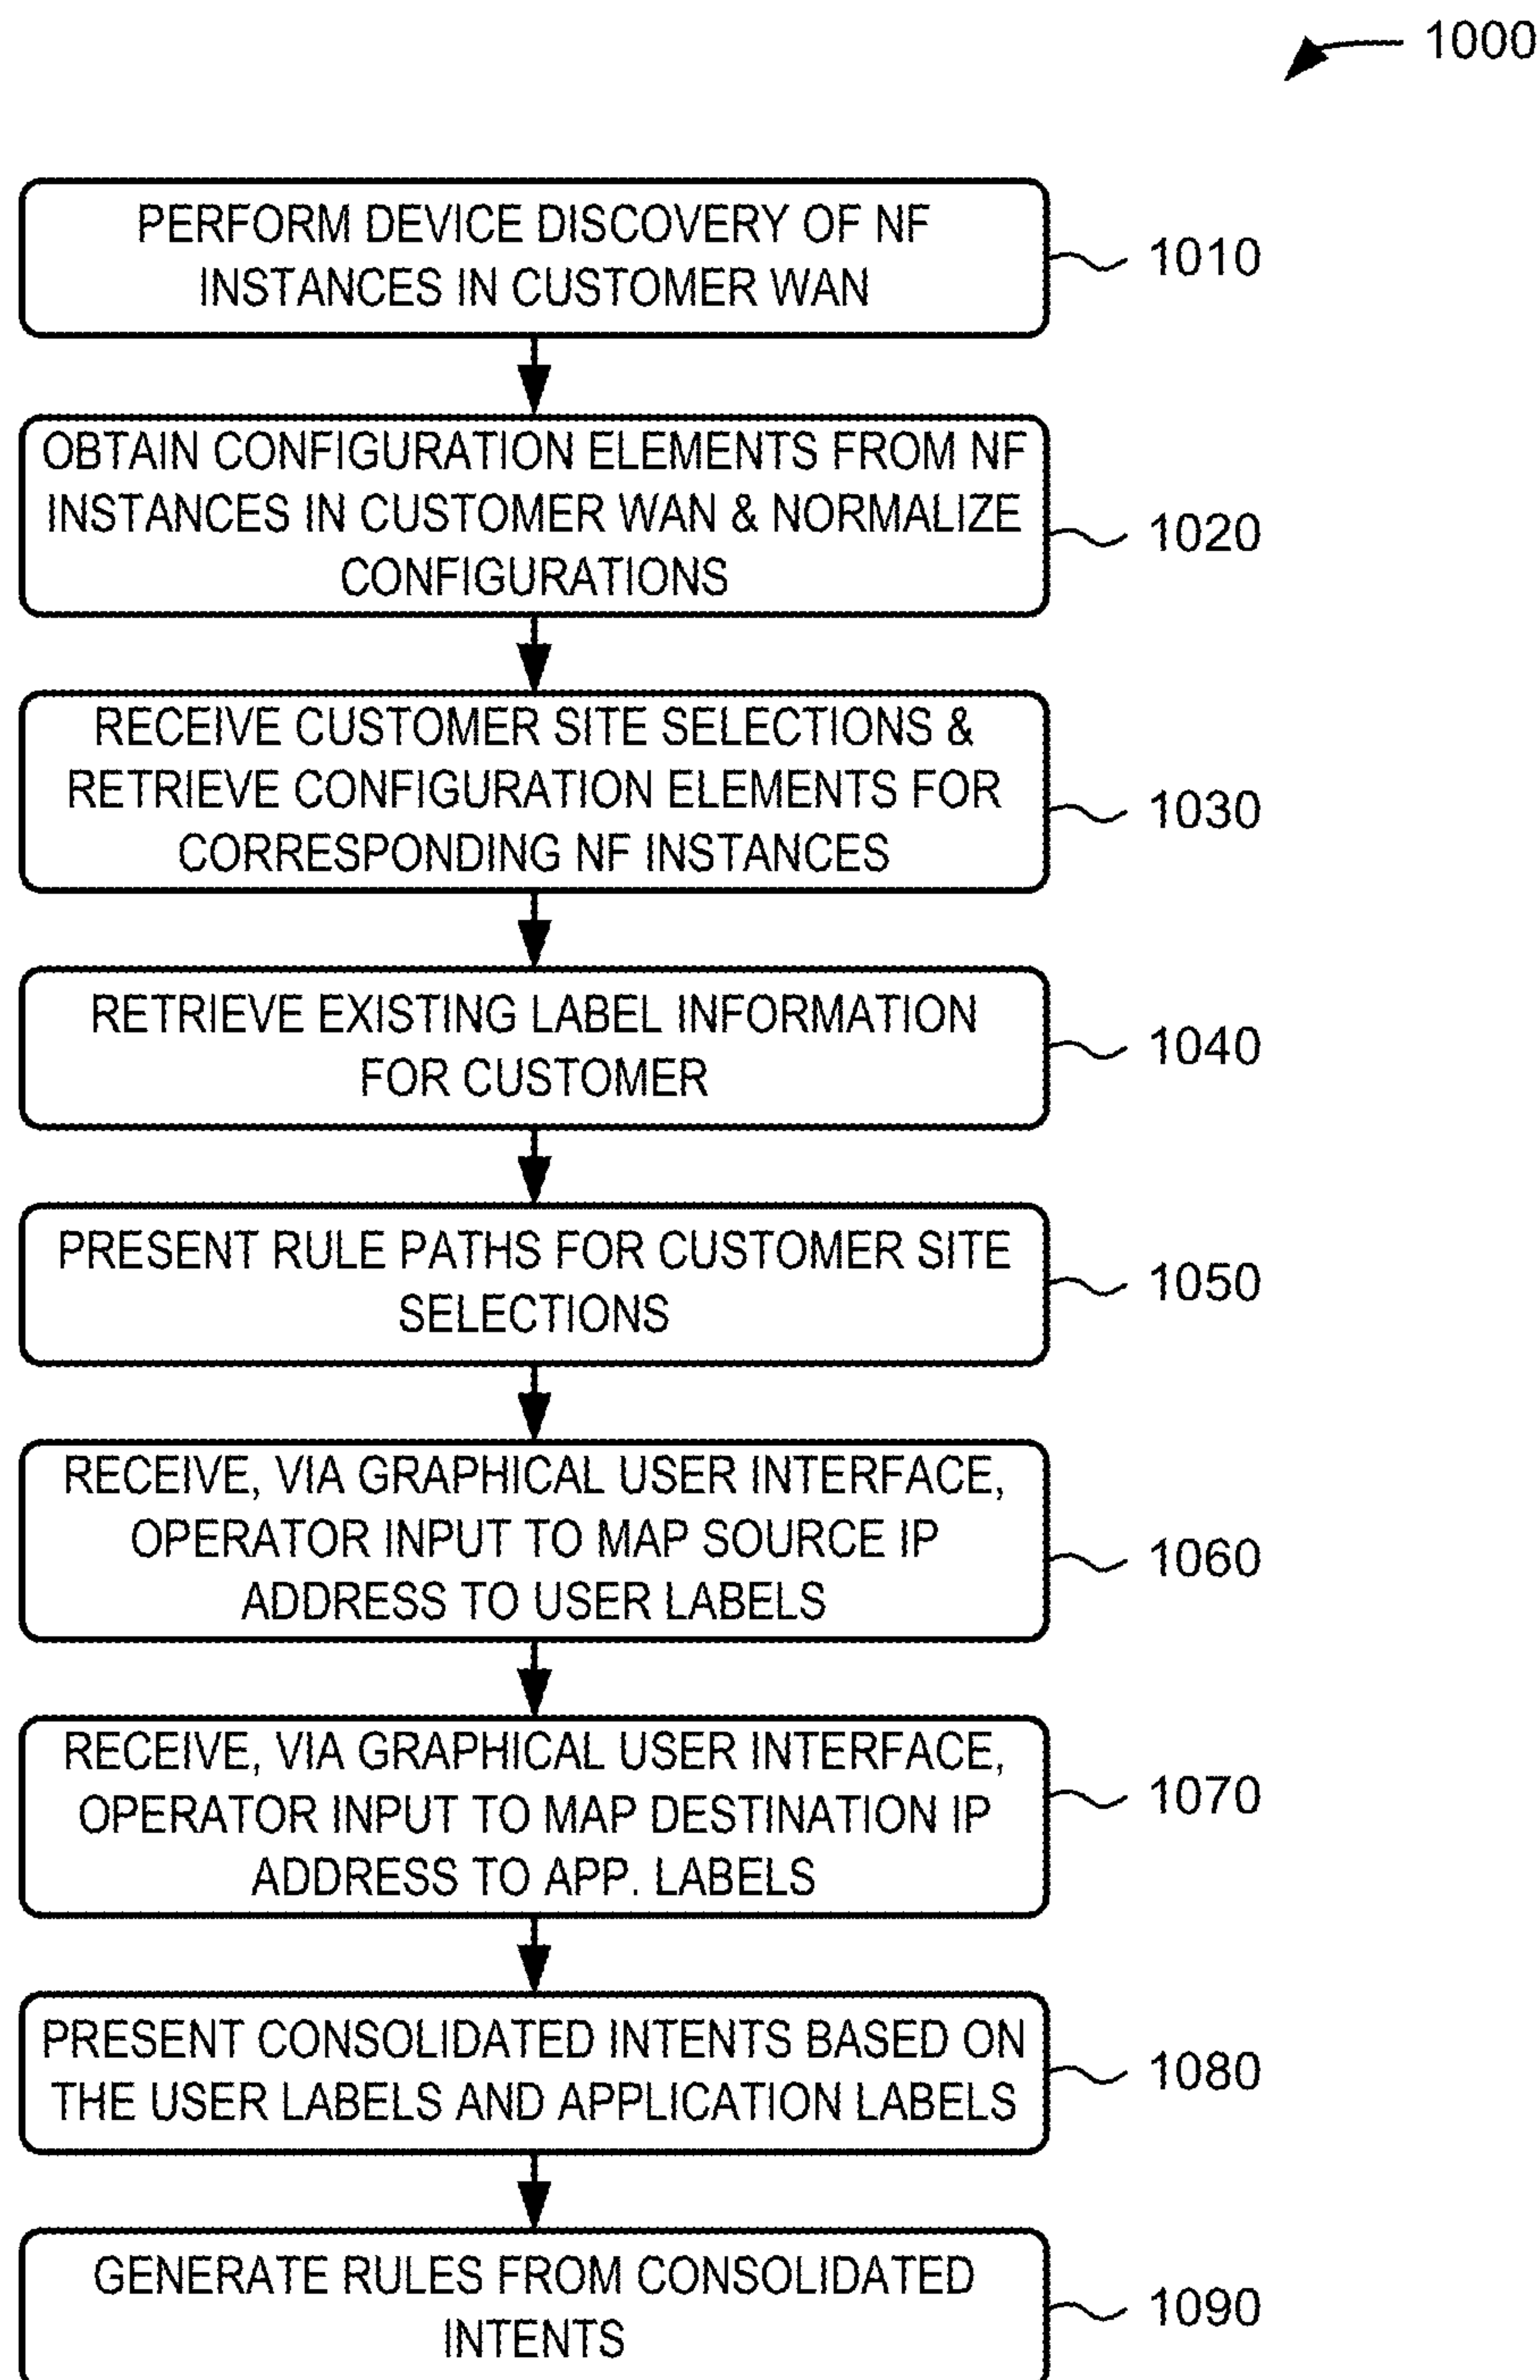 1000
PERFORM DEVICE DISCOVERY OF NF
INSTANCES IN CUSTOMER WAN
1010
OBTAIN CONFIGURATION ELEMENTS FROM NF
INSTANCES IN CUSTOMER WAN & NORMALIZE
CONFIGURATIONS
1020
RECEIVE CUSTOMER SITE SELECTIONS &
RETRIEVE CONFIGURATION ELEMENTS FOR
CORRESPONDING NF INSTANCES
1030
RETRIEVE EXISTING LABEL INFORMATION
FOR CUSTOMER
1040
PRESENT RULE PATHS FOR CUSTOMER SITE
SELECTIONS
1050
RECEIVE, VIA GRAPHICAL USER INTERFACE,
OPERATOR INPUT TO MAP SOURCE IP
ADDRESS TO USER LABELS
1060
RECEIVE, VIA GRAPHICAL USER INTERFACE,
OPERATOR INPUT TO MAP DESTINATION IP
ADDRESS TO APP. LABELS
1070
PRESENT CONSOLIDATED INTENTS BASED ON
THE USER LABELS AND APPLICATION LABELS
1080
GENERATE RULES FROM CONSOLIDATED
INTENTS
1090